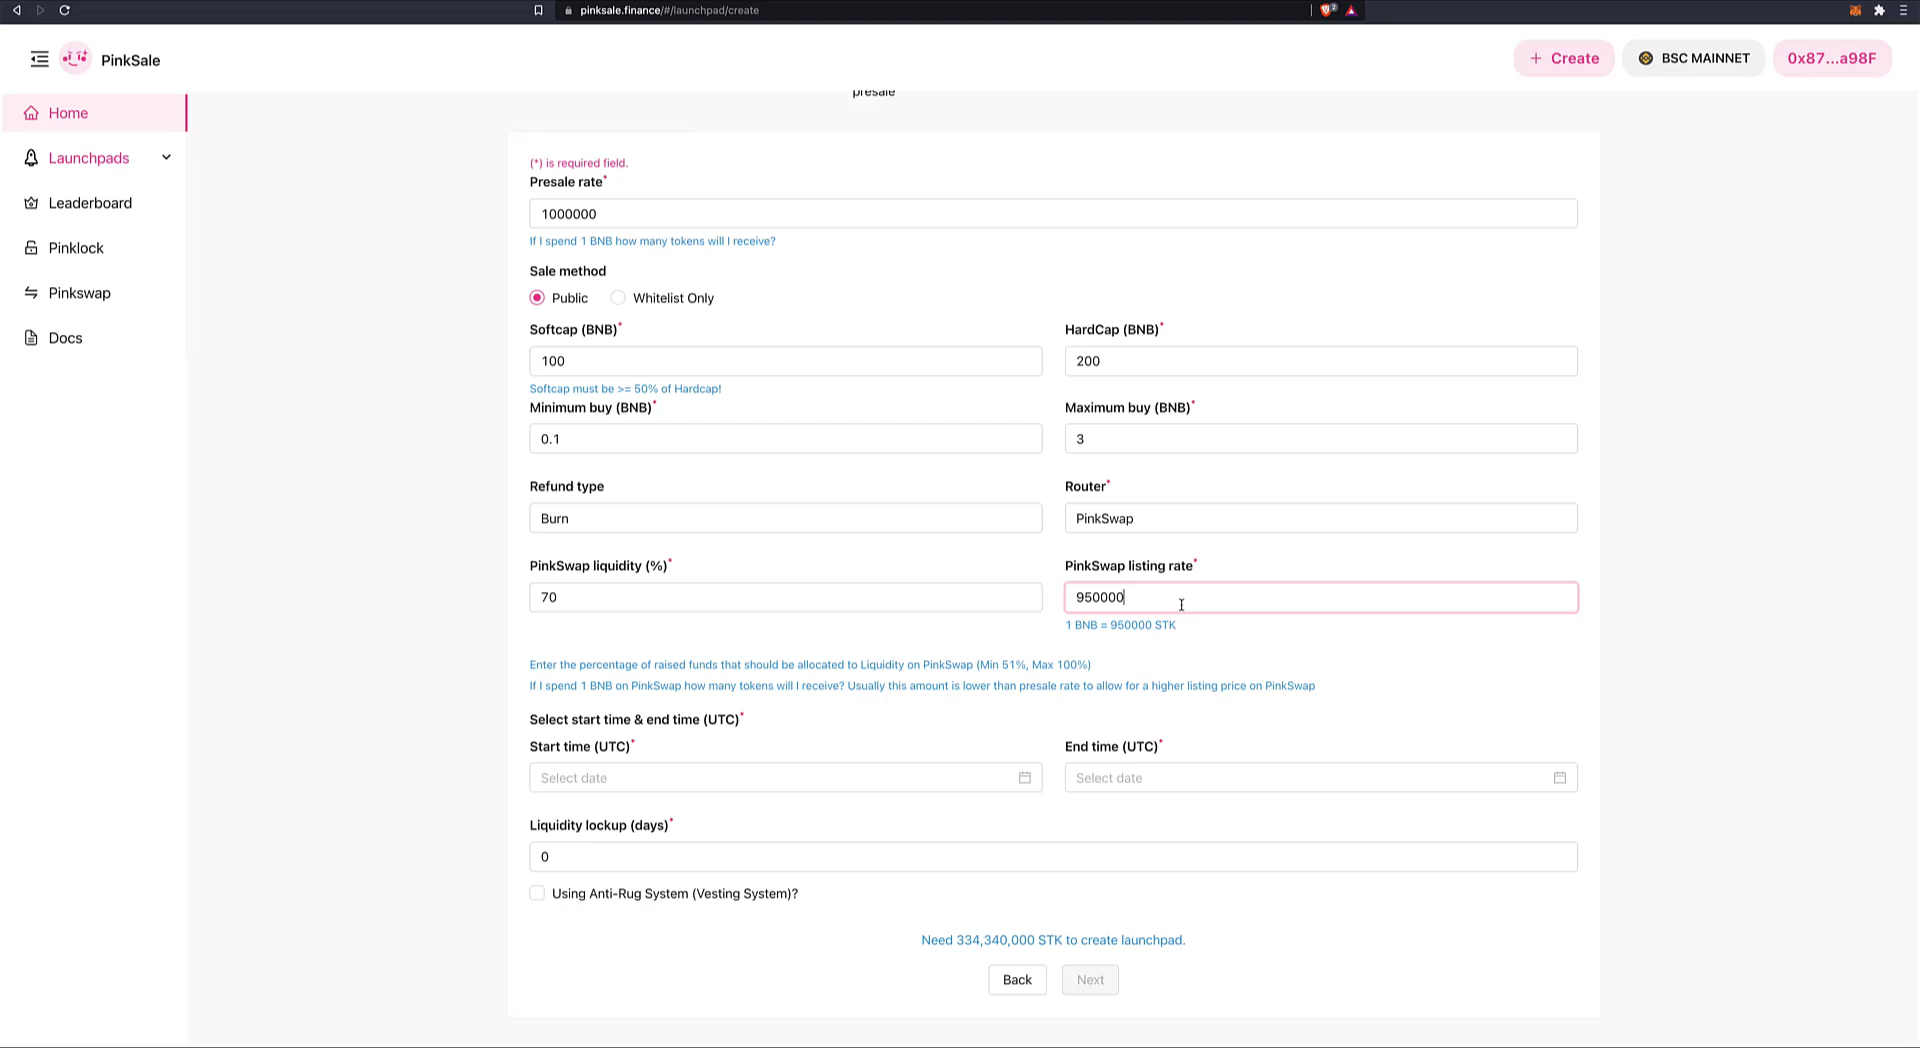 pinksale.finance/#/launchpad/create
2
PinkSale
+ Create
BSC MAINNET
0x87...a98F
Home
Launchpads
Leaderboard
Pinklock
Pinkswap
Docs
presale
(*) is required field.
Presale rate*
1000000
If I spend 1 BNB how many tokens will I receive?
Sale method
Public
Whitelist Only
Softcap (BNB)*
HardCap (BNB)*
100
200
Softcap must be >= 50% of Hardcap!
Minimum buy (BNB)*
Maximum buy (BNB)*
0.1
3
Refund type
Router*
Burn
PinkSwap
PinkSwap liquidity (%)*
PinkSwap listing rate*
70
950000
1 BNB = 950000 STK
Enter the percentage of raised funds that should be allocated to Liquidity on PinkSwap (Min 51%, Max 100%)
If I spend 1 BNB on PinkSwap how many tokens will I receive? Usually this amount is lower than presale rate to allow for a higher listing price on PinkSwap
Select start time & end time (UTC)*
Start time (UTC)*
End time (UTC)*
Select date
Select date
Liquidity lockup (days)*
0
Using Anti-Rug System (Vesting System)?
Need 334,340,000 STK to create launchpad.
Back
Next